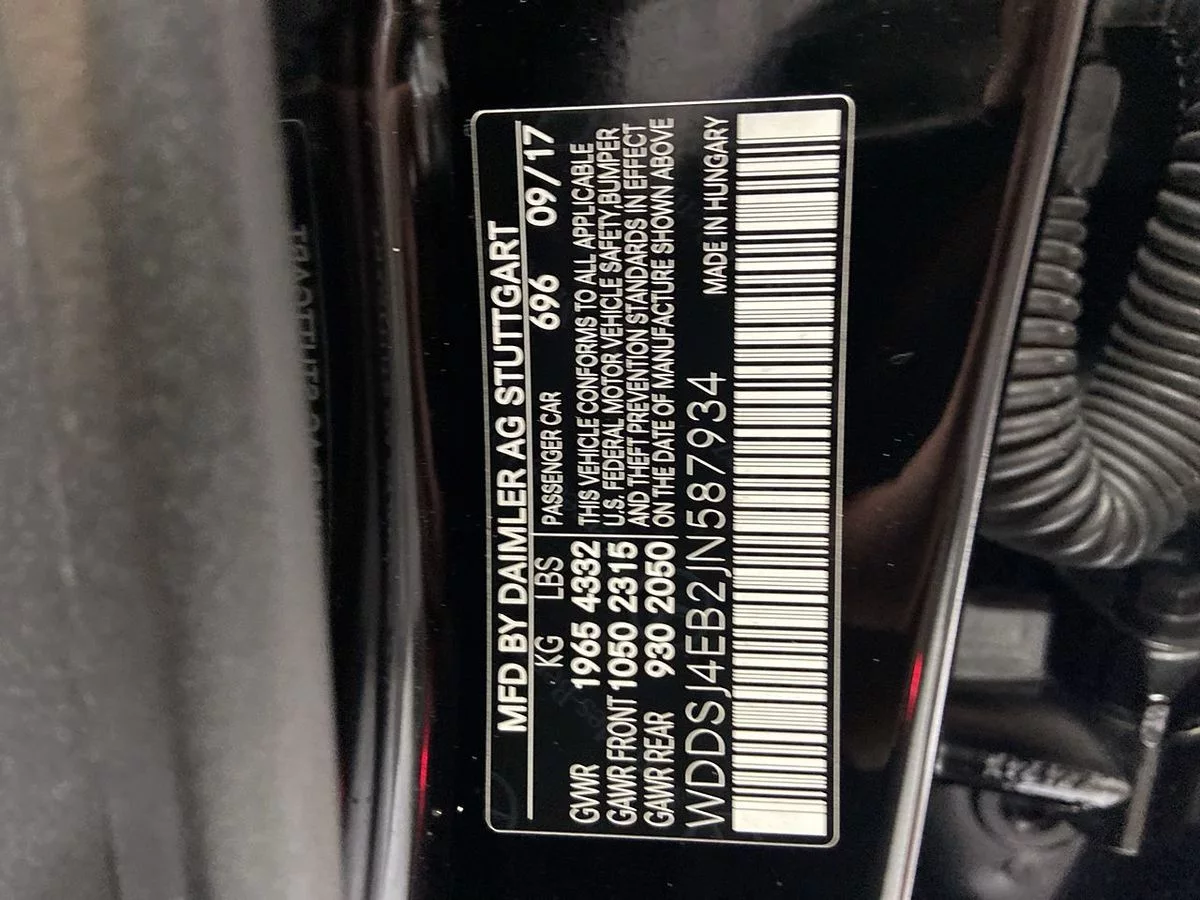 MFD BY DAIMLER AG STUTTGART
KG LBS PASSENGER CAR 696 09/17
GVWR 1965 4332 THIS VEHICLE CONFORMS TO ALL APPLICABLE
GAWR FRONT 1050 2315 U.S. FEDERAL MOTOR VEHICLE SAFETY, BUMPER
GAWR REAR 930 2050 AND THEFT PREVENTION STANDARDS IN EFFECT
ON THE DATE OF MANUFACTURE SHOWN ABOVE
WDDSJ4EB2JN587934 MADE IN HUNGARY